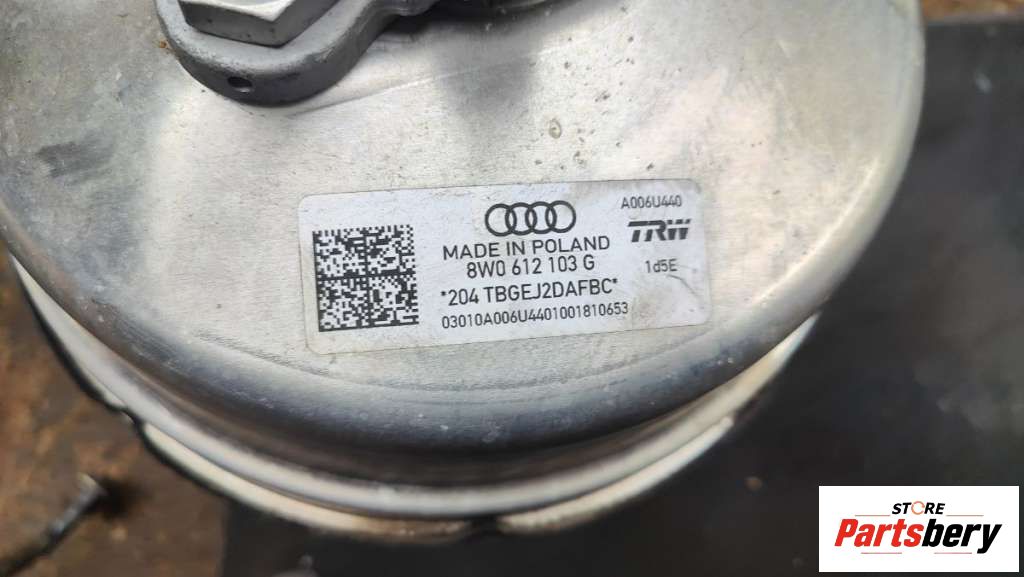 A006U440
MADE IN POLAND
TRW
8W0 612 103 G
1d5E
*204 TBGEJ2DAFBC*
03010A006U4401001810653
STORE
Partsbery